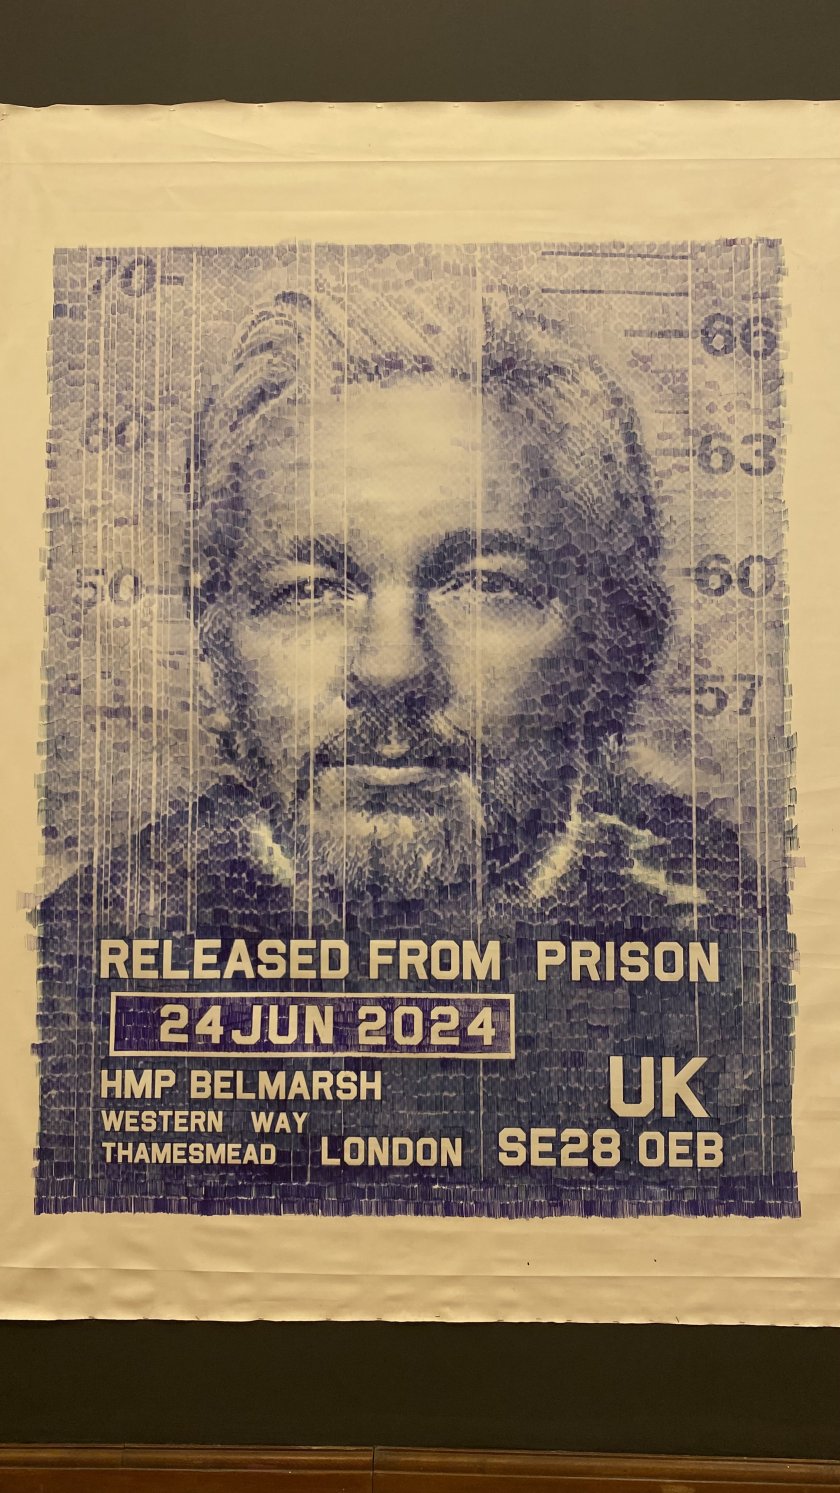 70
66
60
63
50
60
57
RELEASED FROM PRISON
24JUN 2024
HMP BELMARSH
UK
WESTERN WAY
THAMESMEAD LONDON SE28 0EB